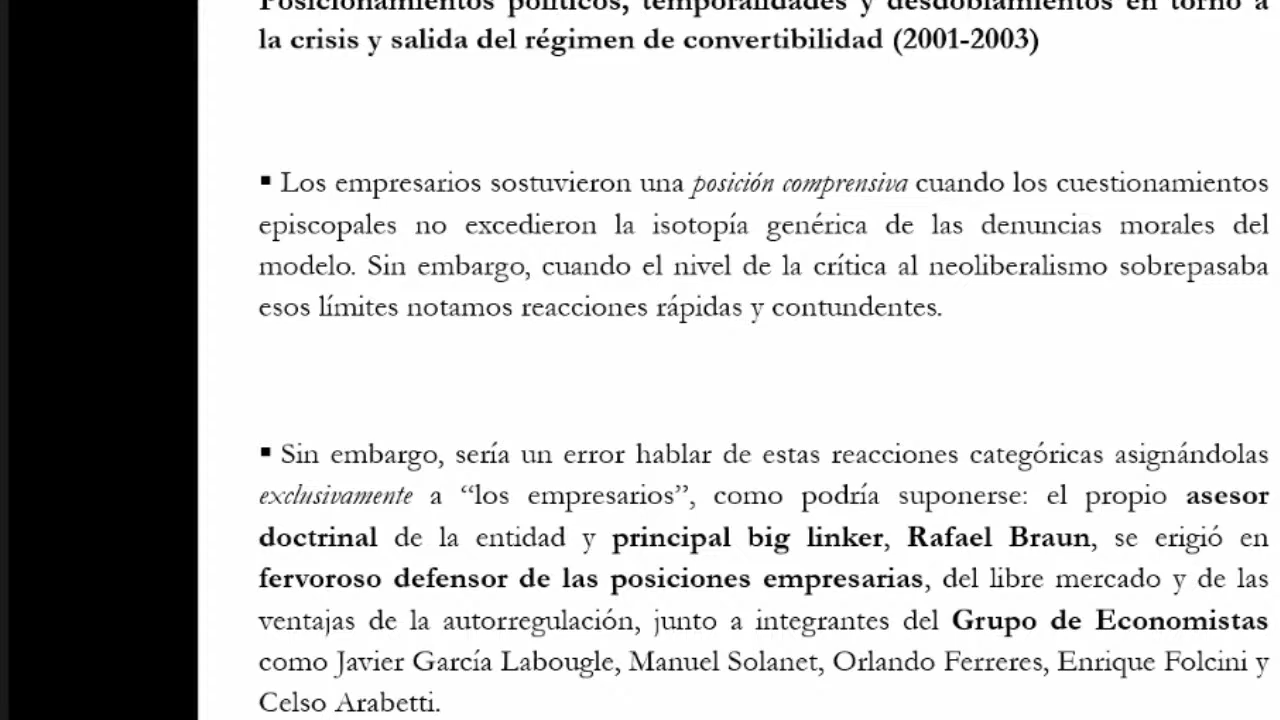 Posicionamientos políticos, temporalidades y desdoblamientos en torno a
la crisis y salida del régimen de convertibilidad (2001-2003)
▪ Los empresarios sostuvieron una posición comprensiva cuando los cuestionamientos
episcopales no excedieron la isotopía genérica de las denuncias morales del
modelo. Sin embargo, cuando el nivel de la crítica al neoliberalismo sobrepasaba
esos límites notamos reacciones rápidas y contundentes.
▪ Sin embargo, sería un error hablar de estas reacciones categóricas asignándolas
exclusivamente a “los empresarios”, como podría suponerse: el propio asesor
doctrinal de la entidad y principal big linker, Rafael Braun, se erigió en
fervoroso defensor de las posiciones empresarias, del libre mercado y de las
ventajas de la autorregulación, junto a integrantes del Grupo de Economistas
como Javier García Labougle, Manuel Solanet, Orlando Ferreres, Enrique Folcini y
Celso Arabetti.